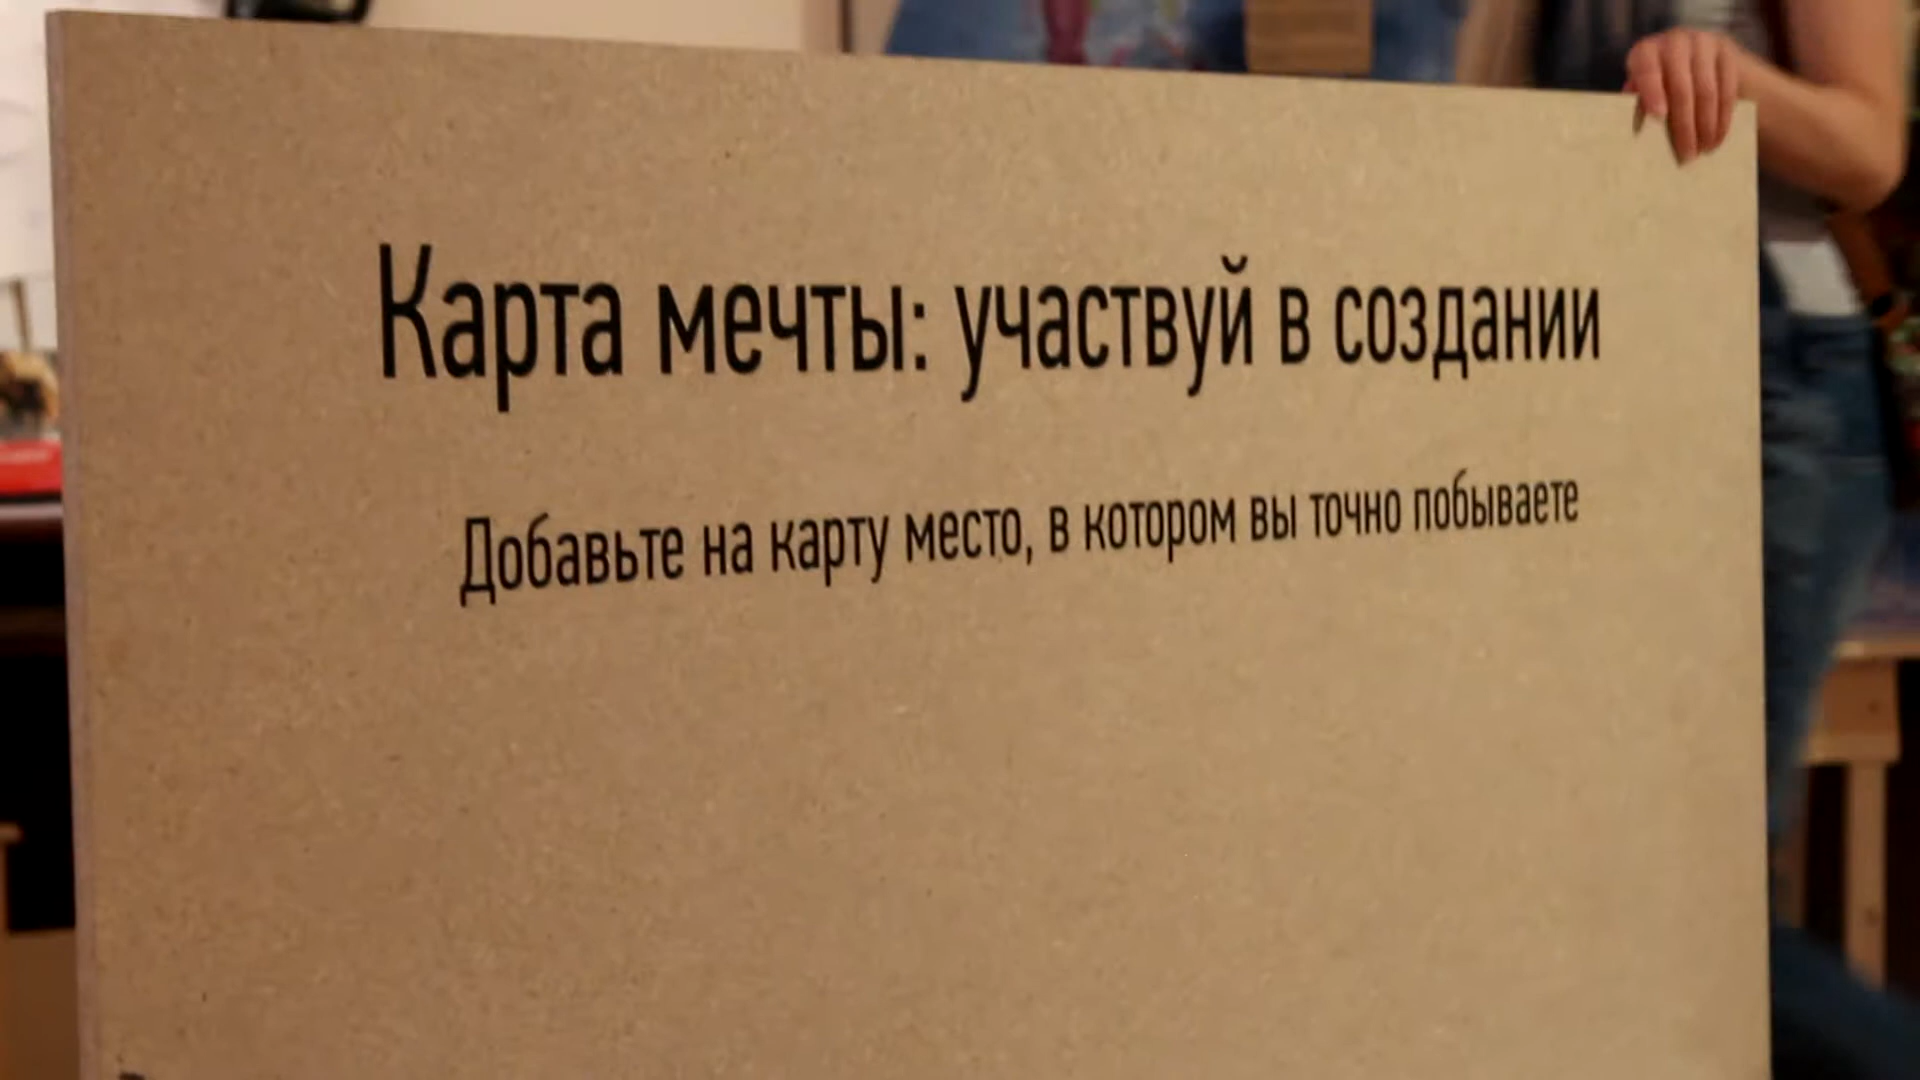 Карта мечты: участвуй в создании
Добавьте на карту место, в котором вы точно побываете